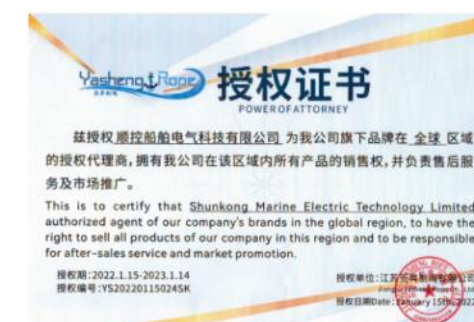 Yasheng Rope
授权证书
POWER OF ATTORNEY
兹授权 顺控船舶电气科技有限公司 为我公司旗下品牌在 全球 区域
的授权代理商，拥有我公司在该区域内所有产品的销售权，并负责售后服
务及市场推广。
This is to certify that Shunkong Marine Electric Technology Limited
authorized agent of our company's brands in the global region, to have the
right to sell all products of our company in this region and to be responsible
for after-sales service and market promotion.
授权期:2022.1.15-2023.1.14
授权单位:江苏
公司
授权编号:YS20220115024SK
授权日期Date: January 15th, 2022